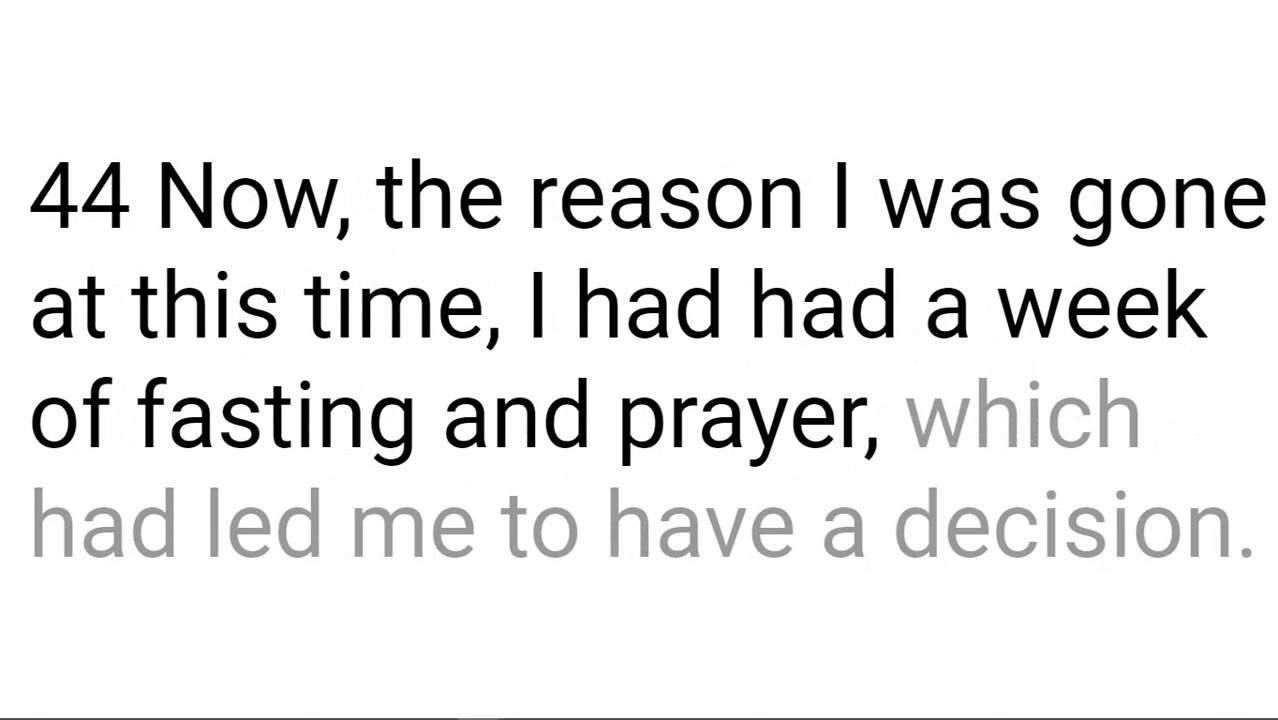 44 Now, the reason I was gone
at this time, I had had a week
of fasting and prayer, which
had led me to have a decision.